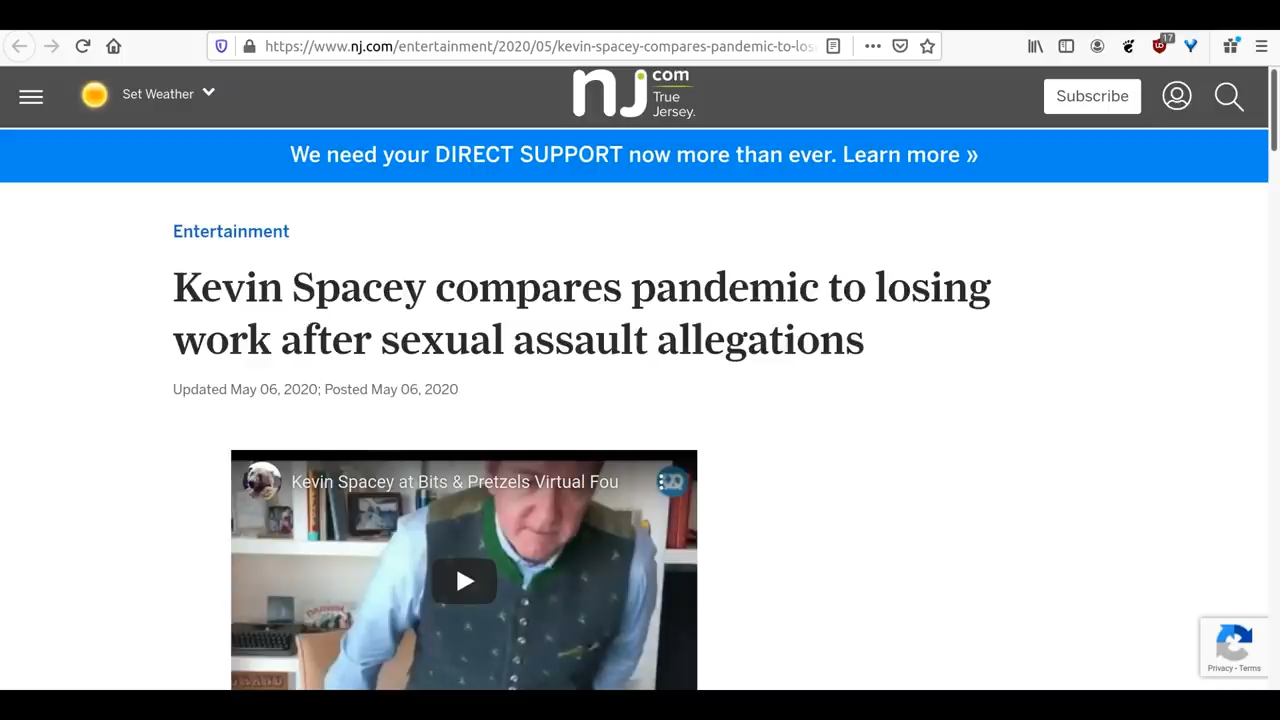 https://www.nj.com/entertainment/2020/05/kevin-spacey-compares-pandemic-to-los
17
Set Weather
nj
com
True
Jersey.
Subscribe
We need your DIRECT SUPPORT now more than ever. Learn more »
Entertainment
Kevin Spacey compares pandemic to losing
work after sexual assault allegations
Updated May 06, 2020; Posted May 06, 2020
Kevin Spacey at Bits & Pretzels Virtual Fou
Privacy - Terms